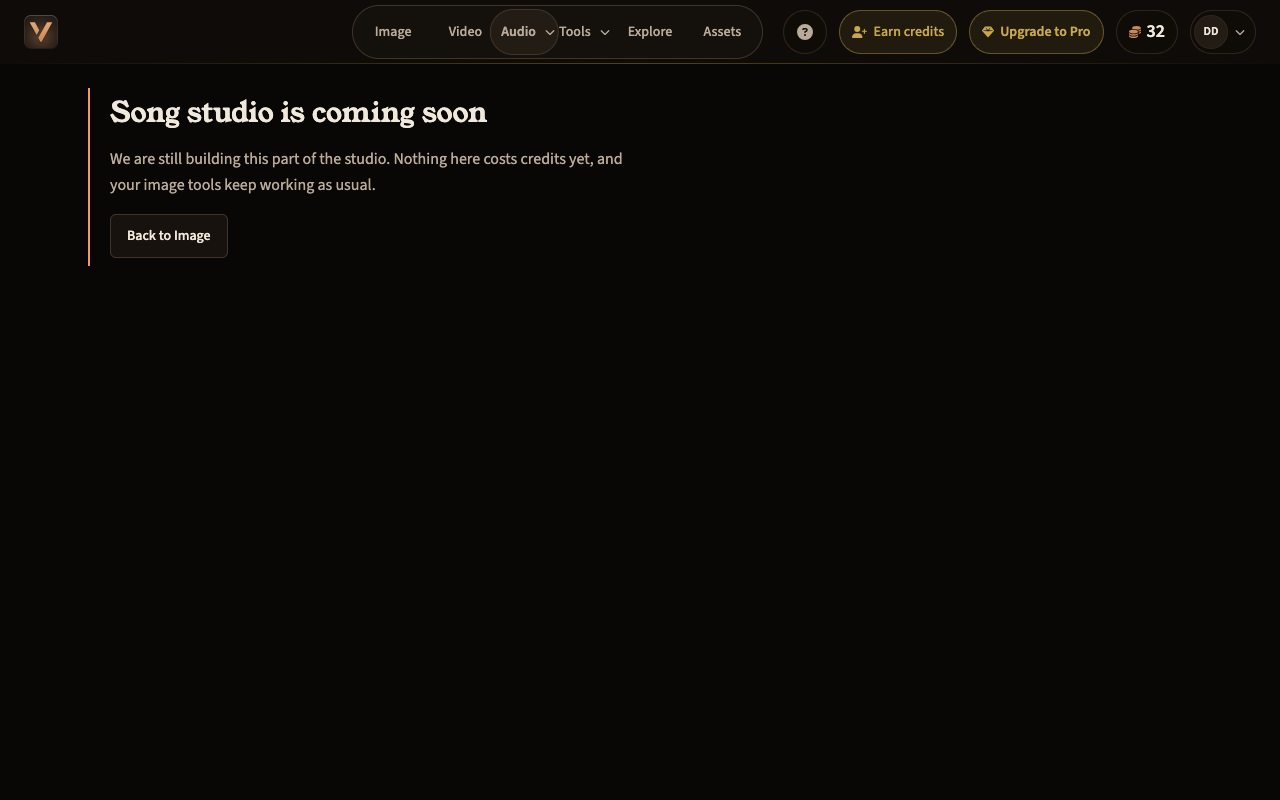 Image Video Audio Tools Explore Assets ? Earn credits Upgrade to Pro 32 DD
Song studio is coming soon
We are still building this part of the studio. Nothing here costs credits yet, and
your image tools keep working as usual.
Back to Image